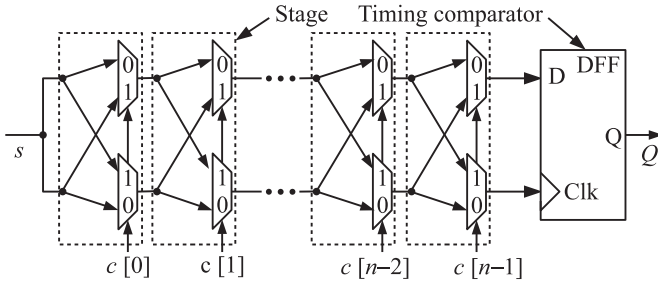 Stage
Timing comparator
0
1
0
1
0
1
0
1
D
DFF
s
Q
Q
1
0
1
0
1
0
1
0
Clk
c [0]
c [1]
c [n–2]
c [n–1]